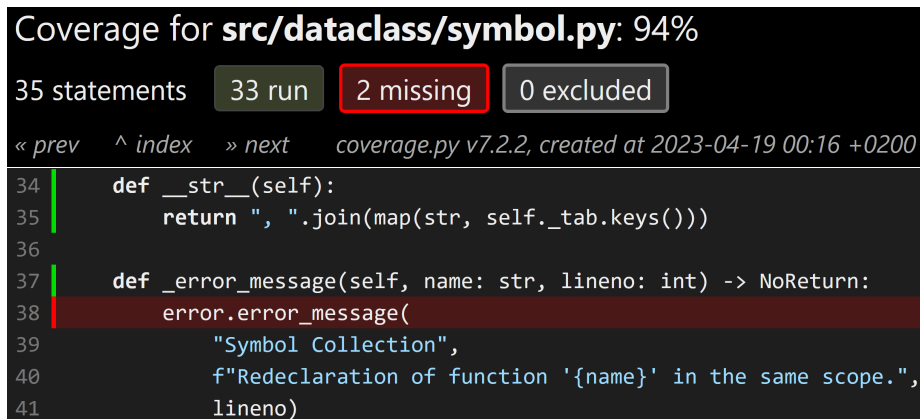 Coverage for src/dataclass/symbol.py: 94%
35 statements 33 run 2 missing 0 excluded
« prev ^ index » next coverage.py v7.2.2, created at 2023-04-19 00:16 +0200
34 def __str__(self):
35 return ", ".join(map(str, self._tab.keys()))
36
37 def _error_message(self, name: str, lineno: int) -> NoReturn:
38 error.error_message(
39 "Symbol Collection",
40 f"Redeclaration of function '{name}' in the same scope.",
41 lineno)